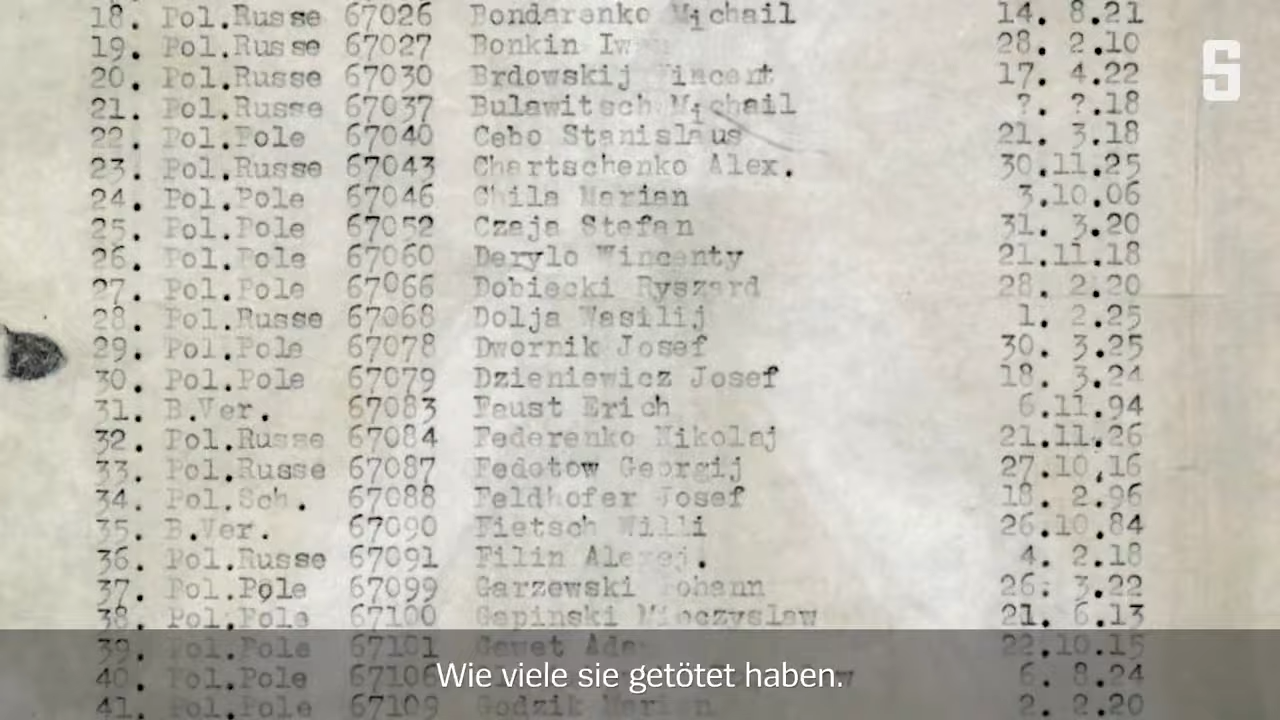 18. Pol.Russe 67026 Bondarenko Michail 14. 8.21
S
19. Pol.Russe 67027 Bonkin 28. 2.10
20. Pol.Russe 67030 Brdowskij Vincent 17. 4.22
21. Pol.Russe 67037 Bulawitsch Michail ?. ?.18
22. Pol.Pole 67040 Cebo Stanislaus 21. 3.18
23. Pol.Russe 67043 Chartschenko Alex. 30.11.25
24. Pol.Pole 67046 Chila Marian 3.10.06
25. Pol.Pole 67052 Czaja Stefan 31. 3.20
26. Pol.Pole 67060 Derylo Wincenty 21.11.18
27. Pol.Pole 67066 Dobiecki Ryszard 28. 2.20
28. Pol.Russe 67068 Dolja Wasilij 1. 2.25
29. Pol.Pole 67078 Dwornik Josef 30. 3.25
30. Pol.Pole 67079 Dzieniewicz Josef 18. 3.24
31. B.Ver. 67083 Faust Erich 6.11.94
32. Pol.Russe 67084 Federenko Nikolaj 21.11.26
33. Pol.Russe 67087 Fedotow Georgij 27.10,16
34. Pol.Sch. 67088 Feldhofer Josef 18. 2.96
35. B.Ver. 67090 Fietsch Willi 26.10.84
36. Pol.Russe 67091 Filin Alexej. 4. 2.18
37. Pol.Pole 67099 Garzewski Johann 26. 3.22
38. Pol.Pole 67100 Gapinski Mieczyslaw 21. 6.13
39. Pol.Pole 67101 Gawet 22.10.15
40. Pol.Pole 67106 6. 8.24
Wie viele sie getötet haben.
41. Pol.Pole 67109 Godzik Marian 2. 2.20